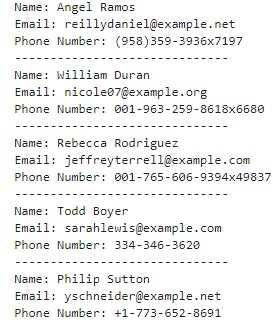 Name: Angel Ramos
Email: reillydaniel@example.net
Phone Number: (958)359-3936x7197
------------------------------
Name: William Duran
Email: nicole07@example.org
Phone Number: 001-963-259-8618x6680
------------------------------
Name: Rebecca Rodriguez
Email: jeffreyterrell@example.com
Phone Number: 001-765-606-9394x49837
------------------------------
Name: Todd Boyer
Email: sarahlewis@example.com
Phone Number: 334-346-3620
------------------------------
Name: Philip Sutton
Email: yschneider@example.net
Phone Number: +1-773-652-8691